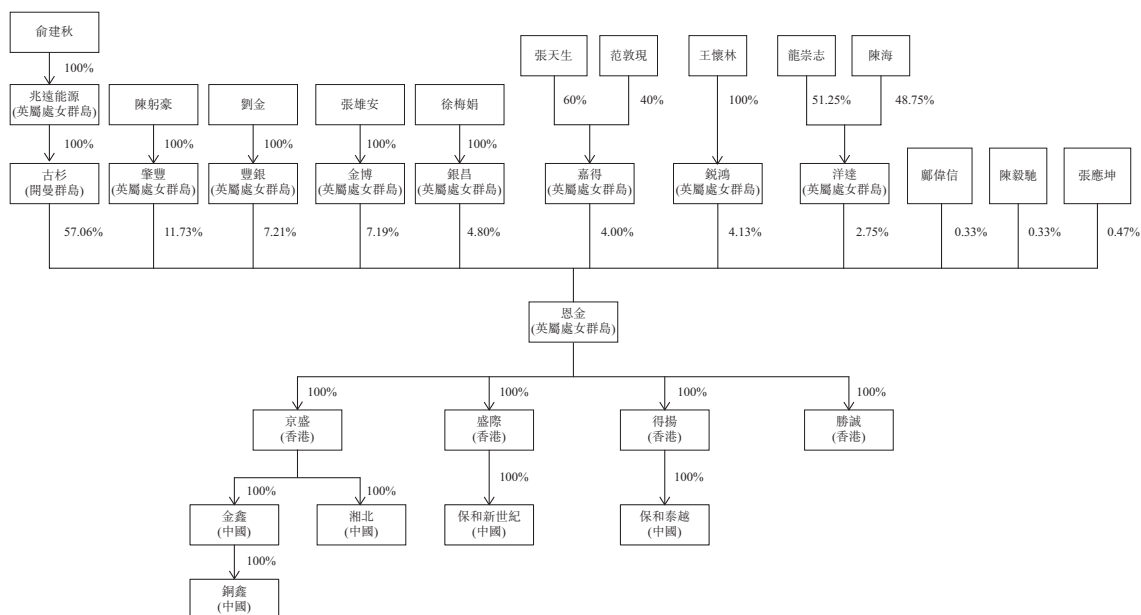 俞建秋
100%
兆遠能源
(英屬處女群島)
陳躬豪
劉金
張雄安
徐梅娟
張天生
范敦現
王懷林
龍崇志
陳海
100%
100%
100%
100%
100%
60%
40%
100%
51.25%
48.75%
古杉
(開曼群島)
肇豐
(英屬處女群島)
豐銀
(英屬處女群島)
金博
(英屬處女群島)
銀昌
(英屬處女群島)
嘉得
(英屬處女群島)
銳鴻
(英屬處女群島)
洋達
(英屬處女群島)
鄺偉信
陳毅馳
張應坤
57.06%
11.73%
7.21%
7.19%
4.80%
4.00%
4.13%
2.75%
0.33%
0.33%
0.47%
恩金
(英屬處女群島)
100%
100%
100%
100%
京盛
(香港)
盛際
(香港)
得揚
(香港)
勝誠
(香港)
100%
100%
100%
100%
金鑫
(中國)
湘北
(中國)
保和新世紀
(中國)
保和泰越
(中國)
100%
銅鑫
(中國)